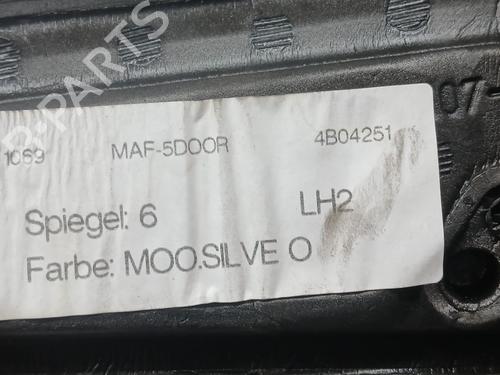 B-PARTS
1069 MAF-5DOOR 4B04251
Spiegel: 6 LH2
Farbe: MOO.SILVE O
07-